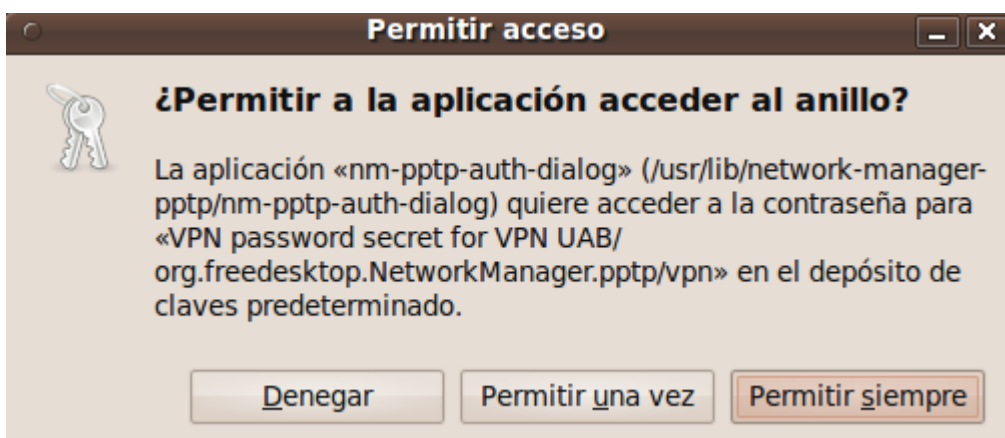 Permitir acceso
¿Permitir a la aplicación acceder al anillo?
La aplicación «nm-pptp-auth-dialog» (/usr/lib/network-manager-
pptp/nm-pptp-auth-dialog) quiere acceder a la contraseña para
«VPN password secret for VPN UAB/
org.freedesktop.NetworkManager.pptp/vpn» en el depósito de
claves predeterminado.
Denegar Permitir una vez Permitir siempre